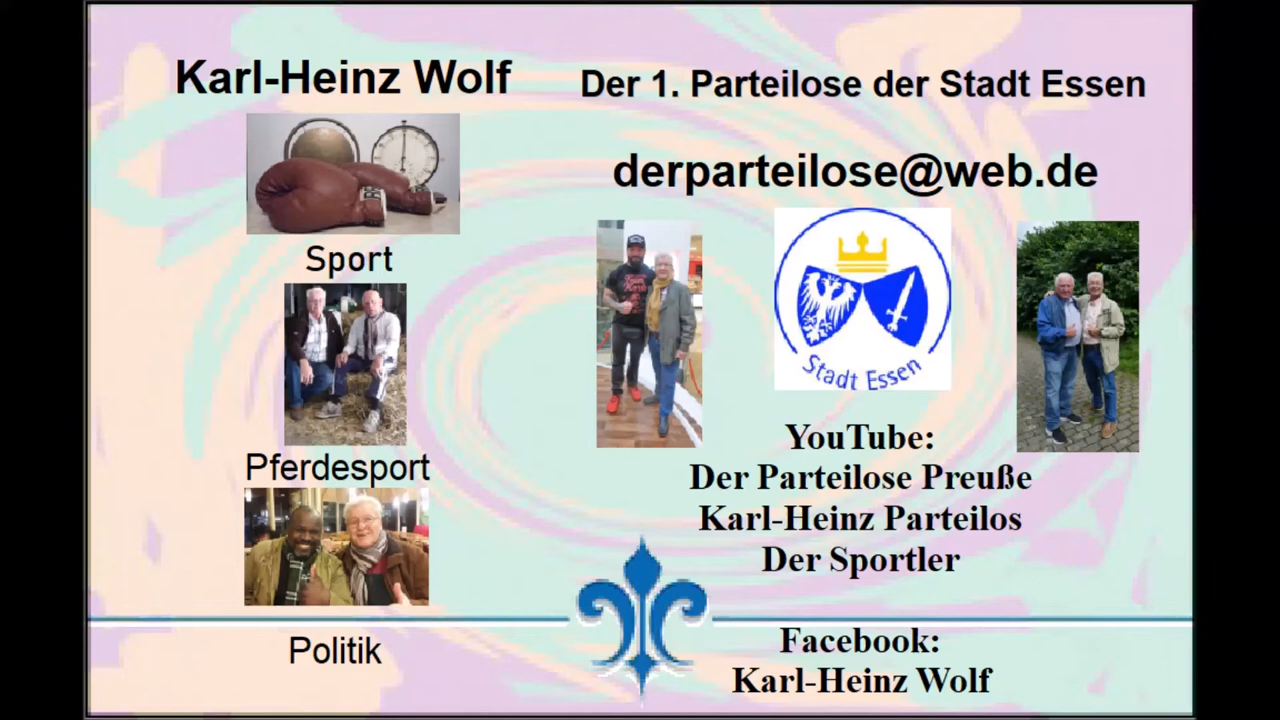 Karl-Heinz Wolf
Der 1. Parteilose der Stadt Essen
derparteilose@web.de
Sport
Pferdesport
Politik
Stadt Essen
YouTube:
Der Parteilose Preuße
Karl-Heinz Parteilos
Der Sportler
Facebook:
Karl-Heinz Wolf